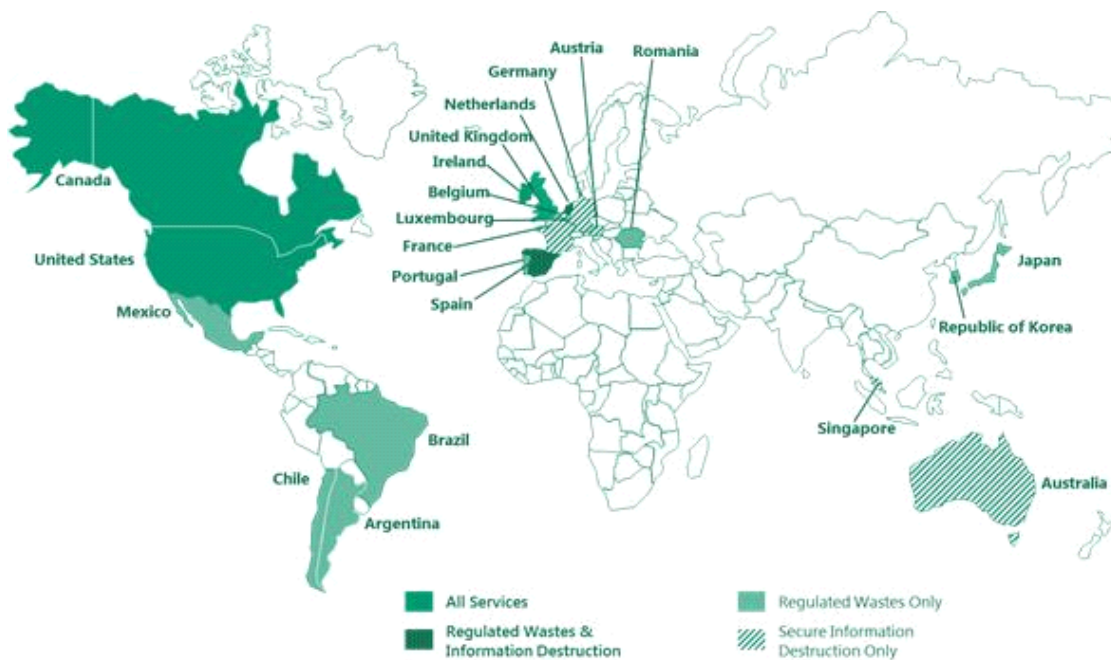 Austria
Romania
Germany
Netherlands
United Kingdom
Ireland
Canada
Belgium
Luxembourg
France
United States
Japan
Portugal
Mexico
Spain
Republic of Korea
Singapore
Brazil
Chile
Australia
Argentina
All Services
Regulated Wastes Only
Regulated Wastes &
Information Destruction
Secure Information
Destruction Only